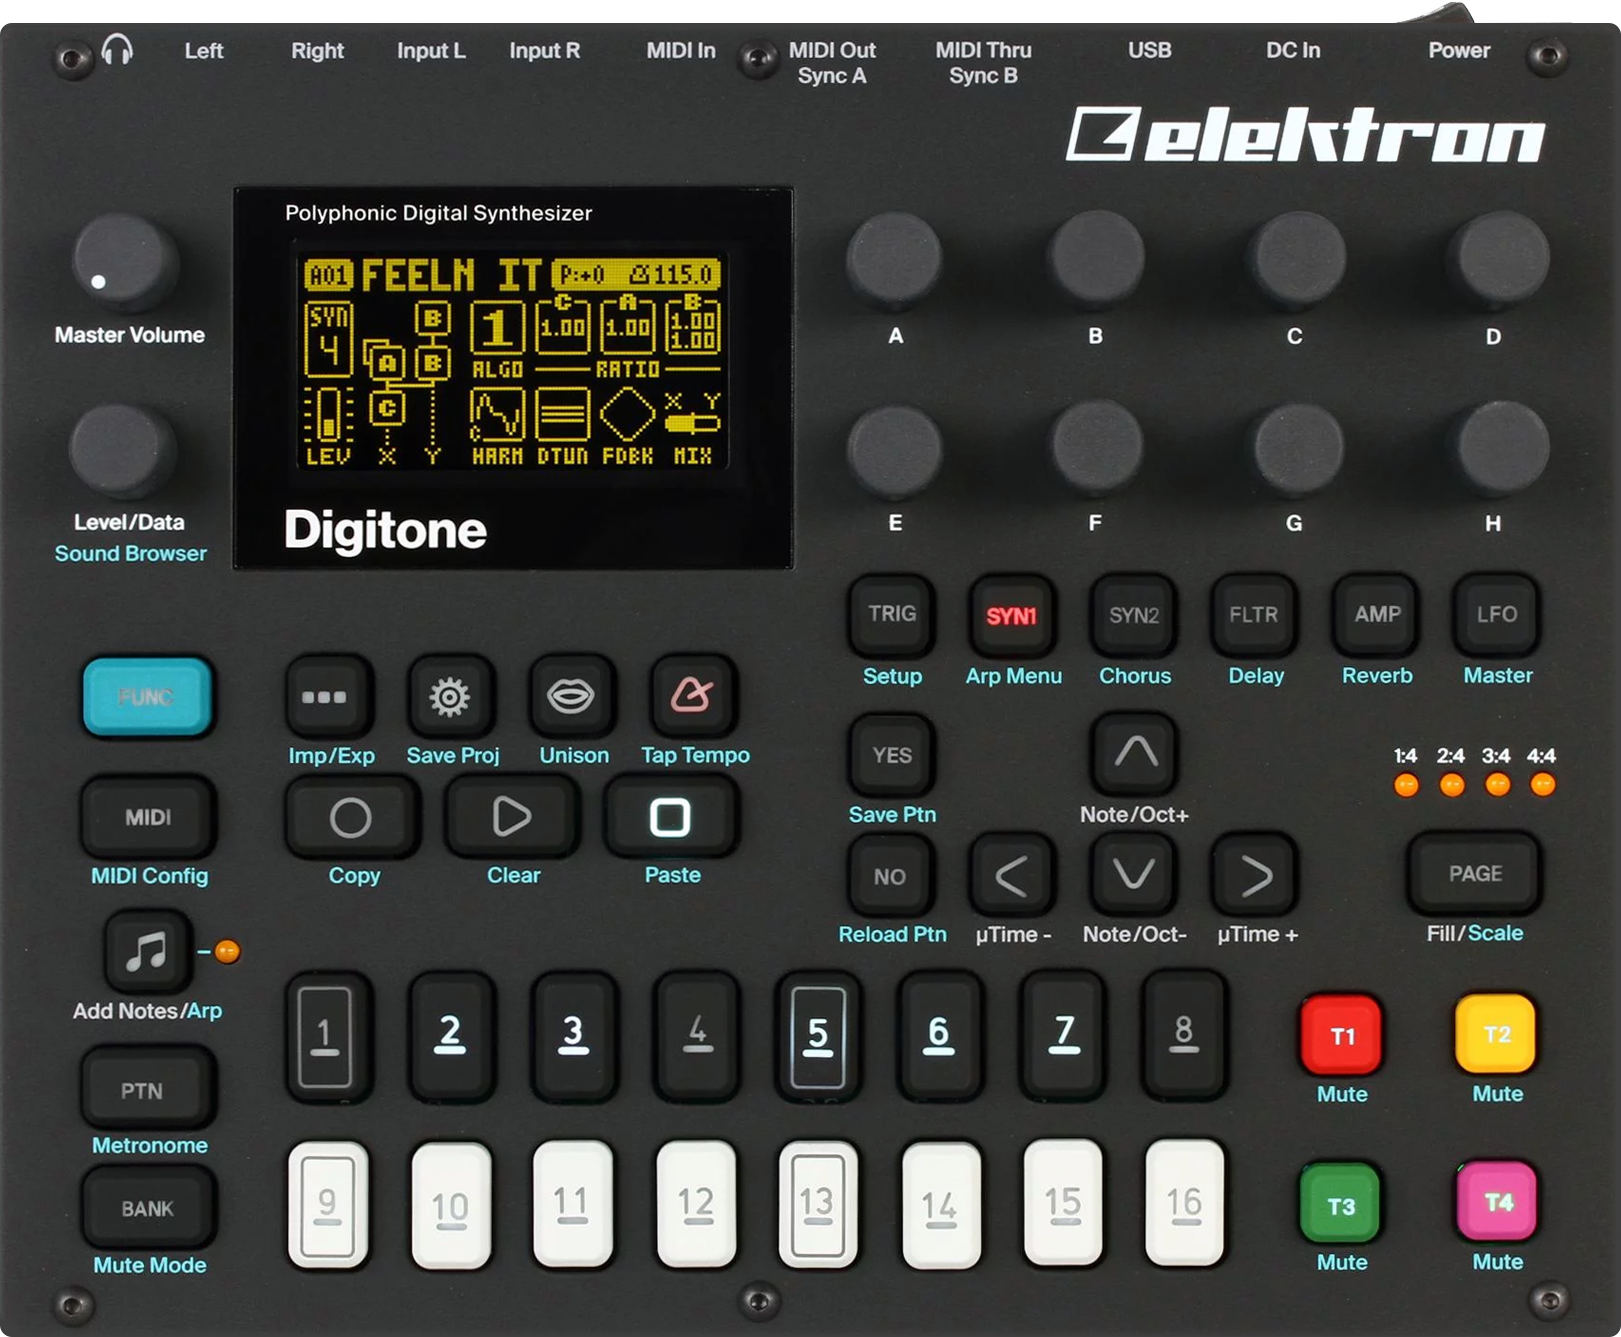 Left Right Input L Input R MIDI In MIDI Out MIDI Thru USB DC In Power
Sync A Sync B
elektron
Polyphonic Digital Synthesizer
A01 FEELN IT P:+0 115.0
SYN B 1 C 1.00 A 1.00 B 1.00
4 A B 1.00
ALGO RATIO
C X Y
C
LEV X Y HARM DTUN FDBK MIX
Digitone
Master Volume
A B C D
Level/Data
Sound Browser
E F G H
TRIG SYN1 SYN2 FLTR AMP LFO
Setup Arp Menu Chorus Delay Reverb Master
FUNC
Imp/Exp Save Proj Unison Tap Tempo
YES
1:4 2:4 3:4 4:4
Save Ptn Note/Oct+
MIDI
MIDI Config Copy Clear Paste
NO PAGE
Reload Ptn µTime - Note/Oct- µTime + Fill/Scale
Add Notes/Arp
1 2 3 4 5 6 7 8
T1 T2
Mute Mute
PTN
Metronome
9 10 11 12 13 14 15 16
BANK
T3 T4
Mute Mode
Mute Mute